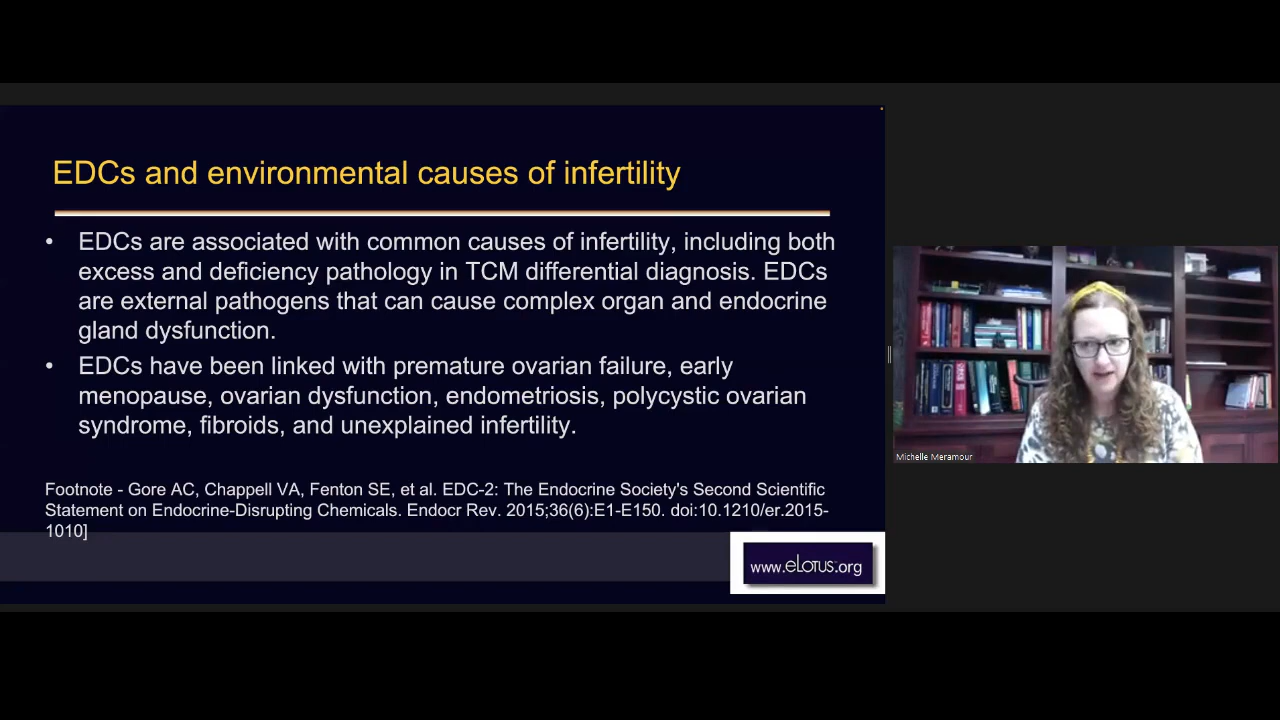 EDCs and environmental causes of infertility
• EDCs are associated with common causes of infertility, including both
excess and deficiency pathology in TCM differential diagnosis. EDCs
are external pathogens that can cause complex organ and endocrine
gland dysfunction.
• EDCs have been linked with premature ovarian failure, early
menopause, ovarian dysfunction, endometriosis, polycystic ovarian
syndrome, fibroids, and unexplained infertility.
Footnote - Gore AC, Chappell VA, Fenton SE, et al. EDC-2: The Endocrine Society's Second Scientific
Statement on Endocrine-Disrupting Chemicals. Endocr Rev. 2015;36(6):E1-E150. doi:10.1210/er.2015-
1010]
www.eLotus.org
Michelle Meramour